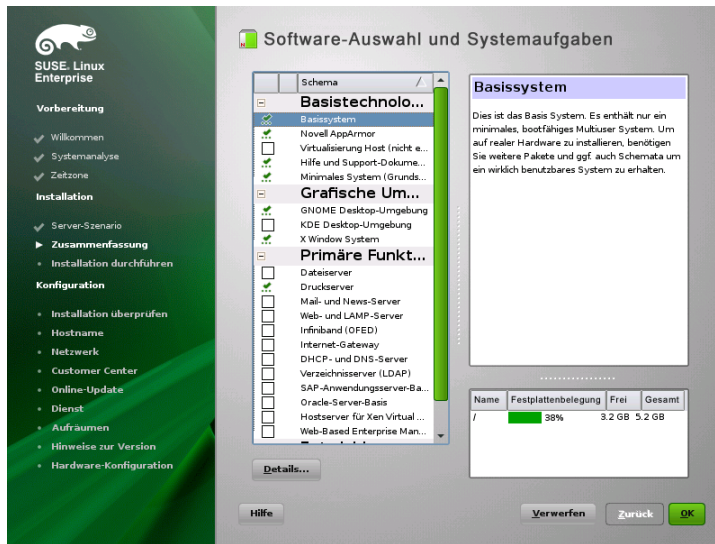 SUSE. Linux
Enterprise
Vorbereitung
Willkommen
Systemanalyse
Zeitzone
Installation
Server-Szenario
Zusammenfassung
Installation durchführen
Konfiguration
Installation überprüfen
Hostname
Netzwerk
Customer Center
Online-Update
Dienst
Aufräumen
Hinweise zur Version
Hardware-Konfiguration
Software-Auswahl und Systemaufgaben
Schema
Basistechnolo...
Basissystem
Novell AppArmor
Virtualisierung Host (nicht e...
Hilfe und Support-Dokume...
Minimales System (Grunds...
Grafische Um...
GNOME Desktop-Umgebung
KDE Desktop-Umgebung
X Window System
Primäre Funkt...
Dateiserver
Druckserver
Mail- und News-Server
Web- und LAMP-Server
Infiniband (OFED)
Internet-Gateway
DHCP- und DNS-Server
Verzeichnisserver (LDAP)
SAP-Anwendungsserver-Ba...
Oracle-Server-Basis
Hostserver für Xen Virtual ...
Web-Based Enterprise Man...
Details...
Basissystem
Dies ist das Basis System. Es enthält nur ein
minimales, bootfähiges Multiuser System. Um
auf realer Hardware zu installieren, benötigen
Sie weitere Pakete und ggf. auch Schemata um
ein wirklich benutzbares System zu erhalten.
Name Festplattenbelegung Frei Gesamt
/ 38% 3.2 GB 5.2 GB
Hilfe
Verwerfen
Zurück
OK